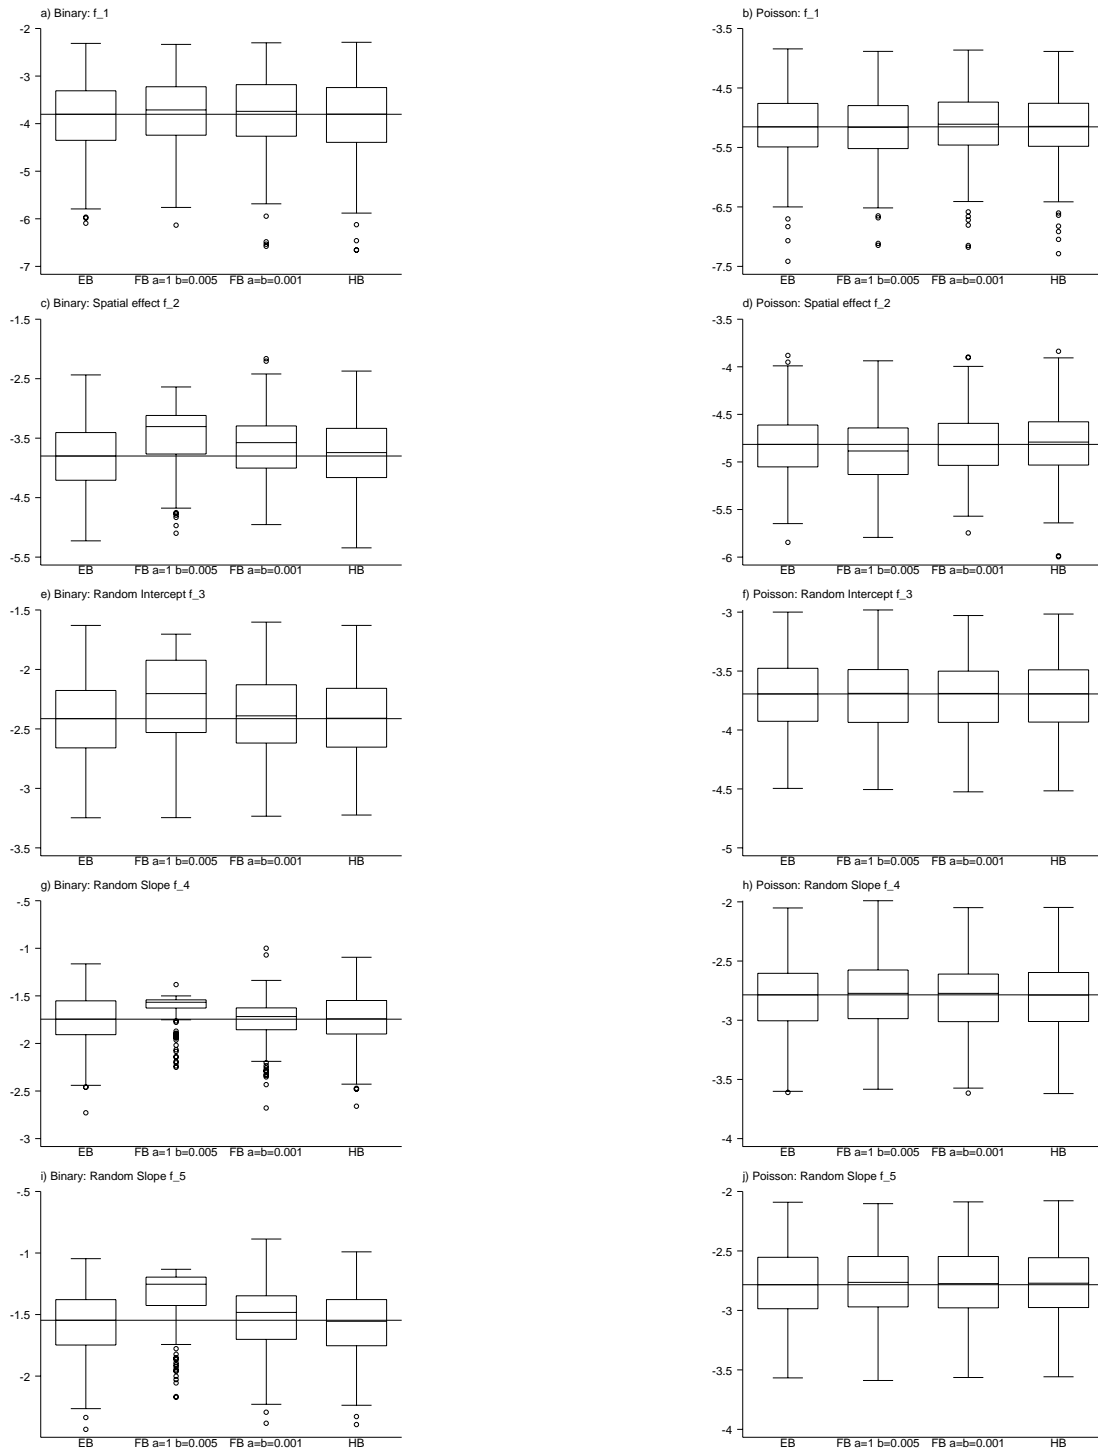 a) Binary: f_1
-2
-3
-4
-5
-6
-7
EB FB a=1 b=0.005 FB a=b=0.001 HB
b) Poisson: f_1
-3.5
-4.5
-5.5
-6.5
-7.5
EB FB a=1 b=0.005 FB a=b=0.001 HB
c) Binary: Spatial effect f_2
-1.5
-2.5
-3.5
-4.5
-5.5
EB FB a=1 b=0.005 FB a=b=0.001 HB
d) Poisson: Spatial effect f_2
-3.5
-4
-4.5
-5
-5.5
-6
EB FB a=1 b=0.005 FB a=b=0.001 HB
e) Binary: Random Intercept f_3
-1.5
-2
-2.5
-3
-3.5
EB FB a=1 b=0.005 FB a=b=0.001 HB
f) Poisson: Random Intercept f_3
-3
-3.5
-4
-4.5
-5
EB FB a=1 b=0.005 FB a=b=0.001 HB
g) Binary: Random Slope f_4
-.5
-1
-1.5
-2
-2.5
-3
EB FB a=1 b=0.005 FB a=b=0.001 HB
h) Poisson: Random Slope f_4
-2
-2.5
-3
-3.5
-4
EB FB a=1 b=0.005 FB a=b=0.001 HB
i) Binary: Random Slope f_5
-.5
-1
-1.5
-2
EB FB a=1 b=0.005 FB a=b=0.001 HB
j) Poisson: Random Slope f_5
-2
-2.5
-3
-3.5
-4
EB FB a=1 b=0.005 FB a=b=0.001 HB